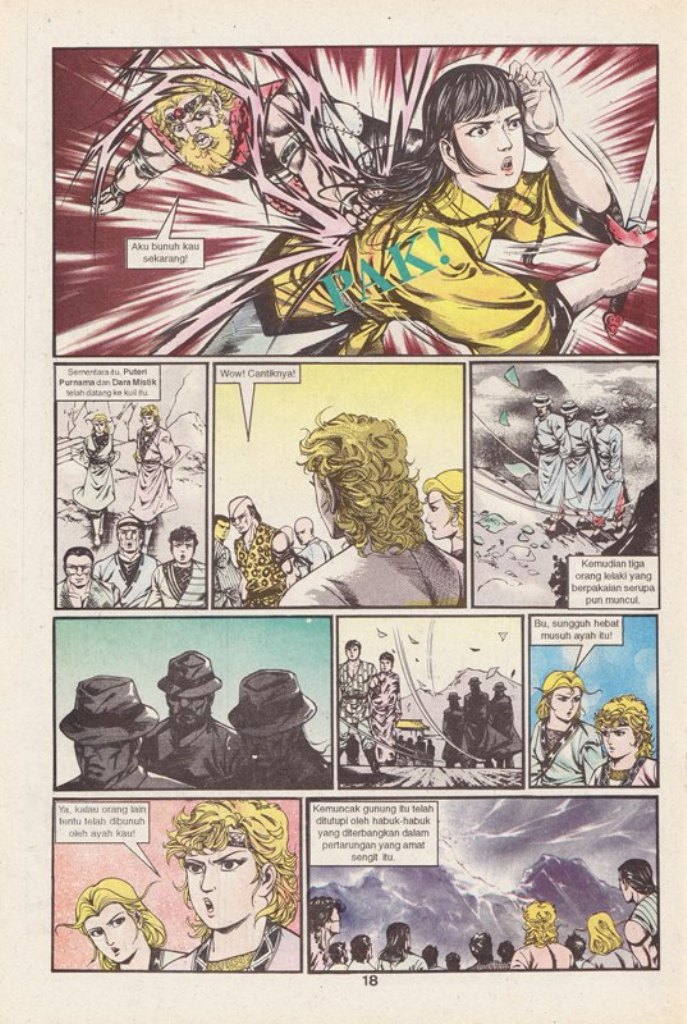 Aku bunuh kau
sekarang!
PAK!
Sementara itu, Puteri
Purnama dan Dara Mistik
telah datang ke kuil itu.
Wow! Cantiknya!
Kemudian tiga
orang lelaki yang
berpakaian serupa
pun muncul.
Bu, sungguh hebat
musuh ayah itu!
Ya, kalau orang lain
tentu telah dibunuh
oleh ayah kau!
Kemuncak gunung itu telah
ditutupi oleh habuk-habuk
yang diterbangkan dalam
pertarungan yang amat
sengit itu.
18